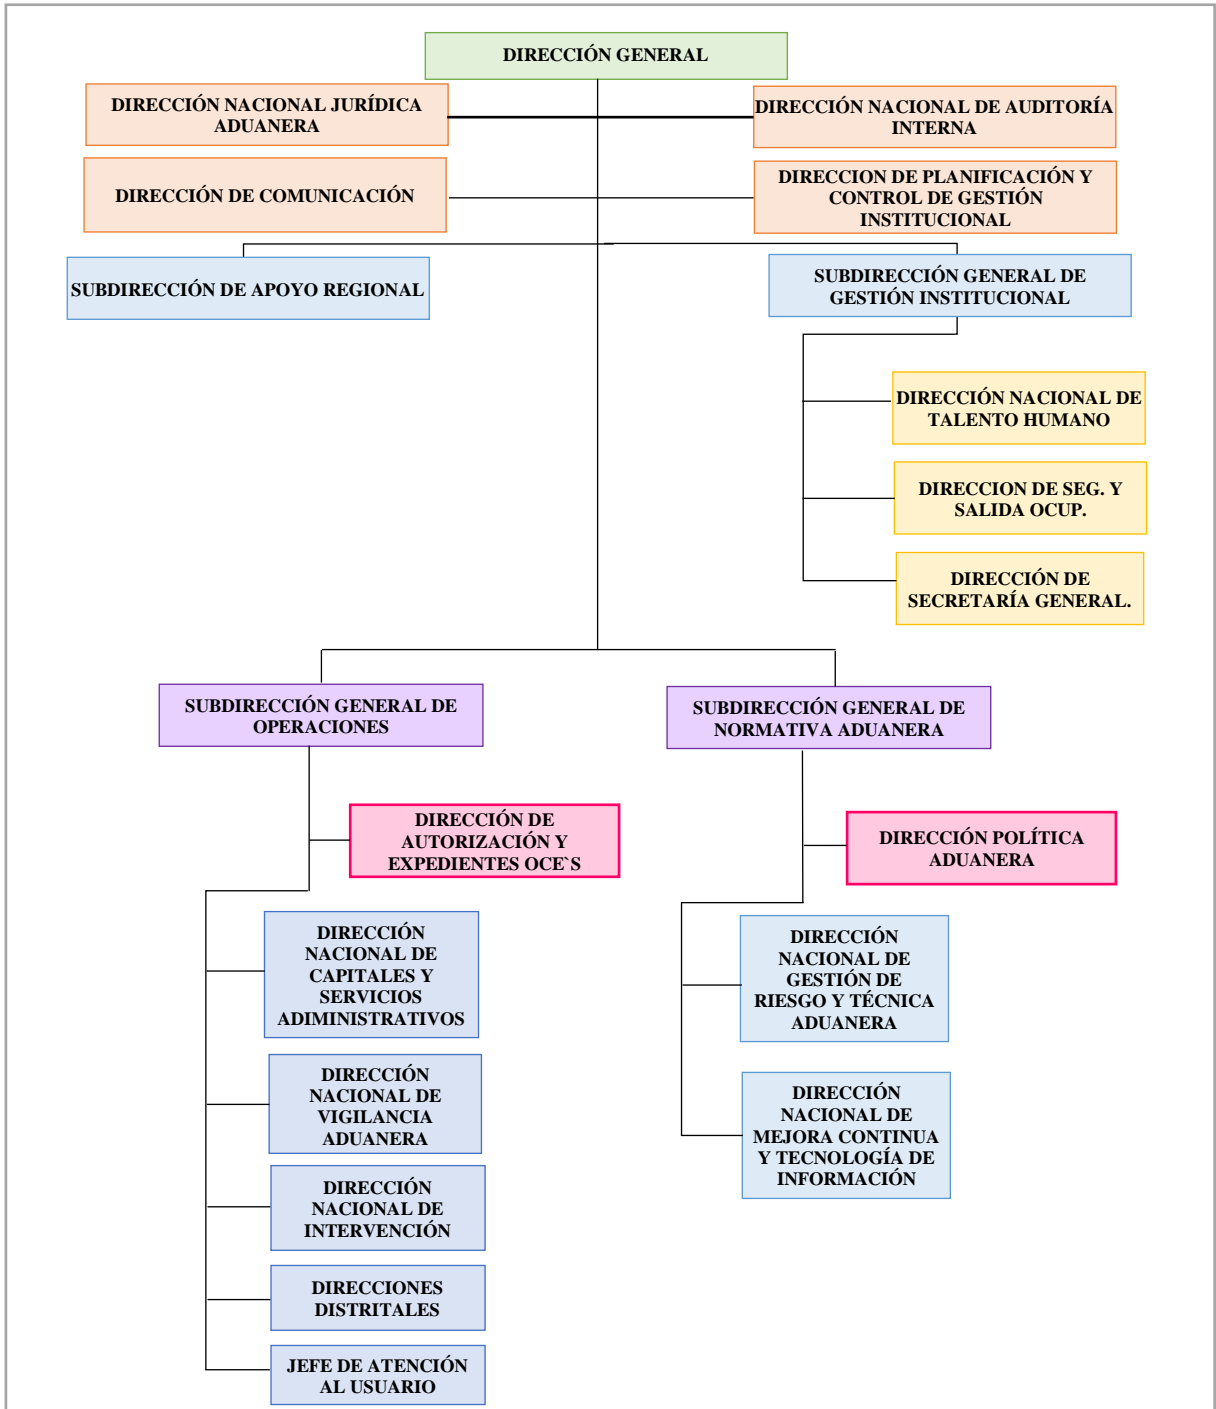 DIRECCIÓN GENERAL
DIRECCIÓN NACIONAL JURÍDICA
ADUANERA
DIRECCIÓN NACIONAL DE AUDITORÍA
INTERNA
DIRECCIÓN DE COMUNICACIÓN
DIRECCION DE PLANIFICACIÓN Y
CONTROL DE GESTIÓN
INSTITUCIONAL
SUBDIRECCIÓN DE APOYO REGIONAL
SUBDIRECCIÓN GENERAL DE
GESTIÓN INSTITUCIONAL
DIRECCIÓN NACIONAL DE
TALENTO HUMANO
DIRECCION DE SEG. Y
SALIDA OCUP.
DIRECCIÓN DE
SECRETARÍA GENERAL.
SUBDIRECCIÓN GENERAL DE
OPERACIONES
SUBDIRECCIÓN GENERAL DE
NORMATIVA ADUANERA
DIRECCIÓN DE
AUTORIZACIÓN Y
EXPEDIENTES OCE`S
DIRECCIÓN POLÍTICA
ADUANERA
DIRECCIÓN
NACIONAL DE
CAPITALES Y
SERVICIOS
ADIMINISTRATIVOS
DIRECCIÓN
NACIONAL DE
GESTIÓN DE
RIESGO Y TÉCNICA
ADUANERA
DIRECCIÓN
NACIONAL DE
VIGILANCIA
ADUANERA
DIRECCIÓN
NACIONAL DE
MEJORA CONTINUA
Y TECNOLOGÍA DE
INFORMACIÓN
DIRECCIÓN
NACIONAL DE
INTERVENCIÓN
DIRECCIONES
DISTRITALES
JEFE DE ATENCIÓN
AL USUARIO